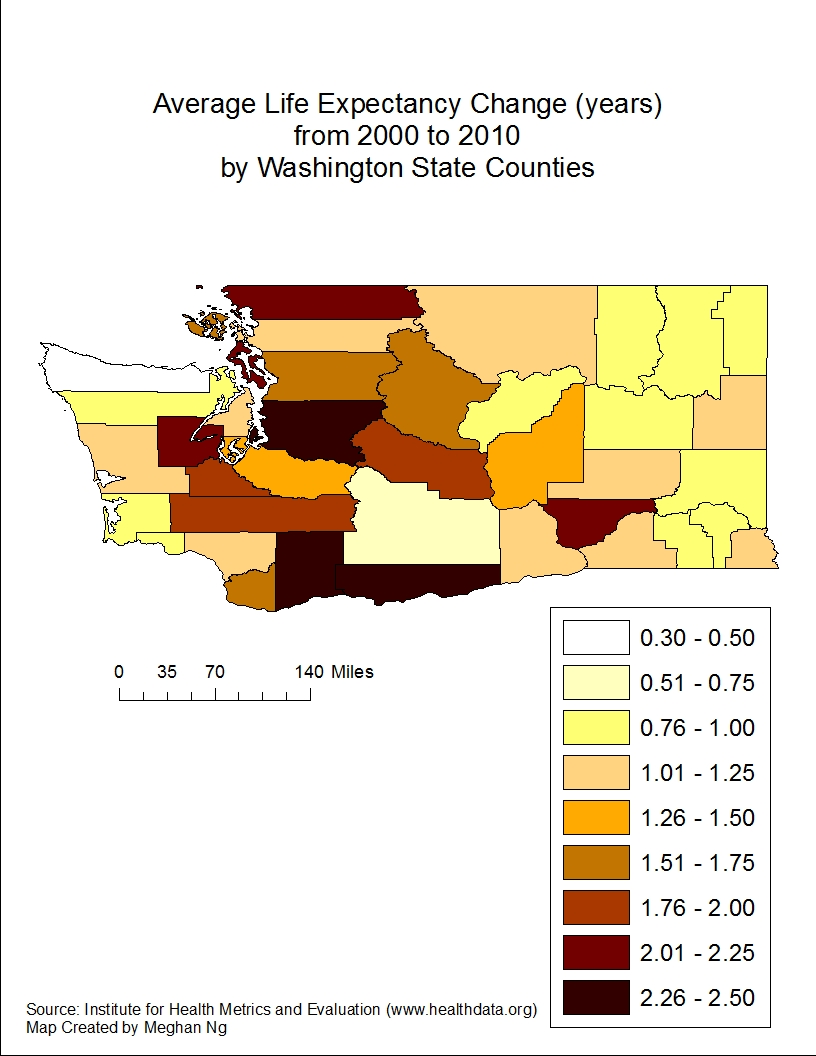 Average Life Expectancy Change (years)
from 2000 to 2010
by Washington State Counties
0 35 70 140 Miles
0.30 - 0.50
0.51 - 0.75
0.76 - 1.00
1.01 - 1.25
1.26 - 1.50
1.51 - 1.75
1.76 - 2.00
2.01 - 2.25
2.26 - 2.50
Source: Institute for Health Metrics and Evaluation (www.healthdata.org)
Map Created by Meghan Ng